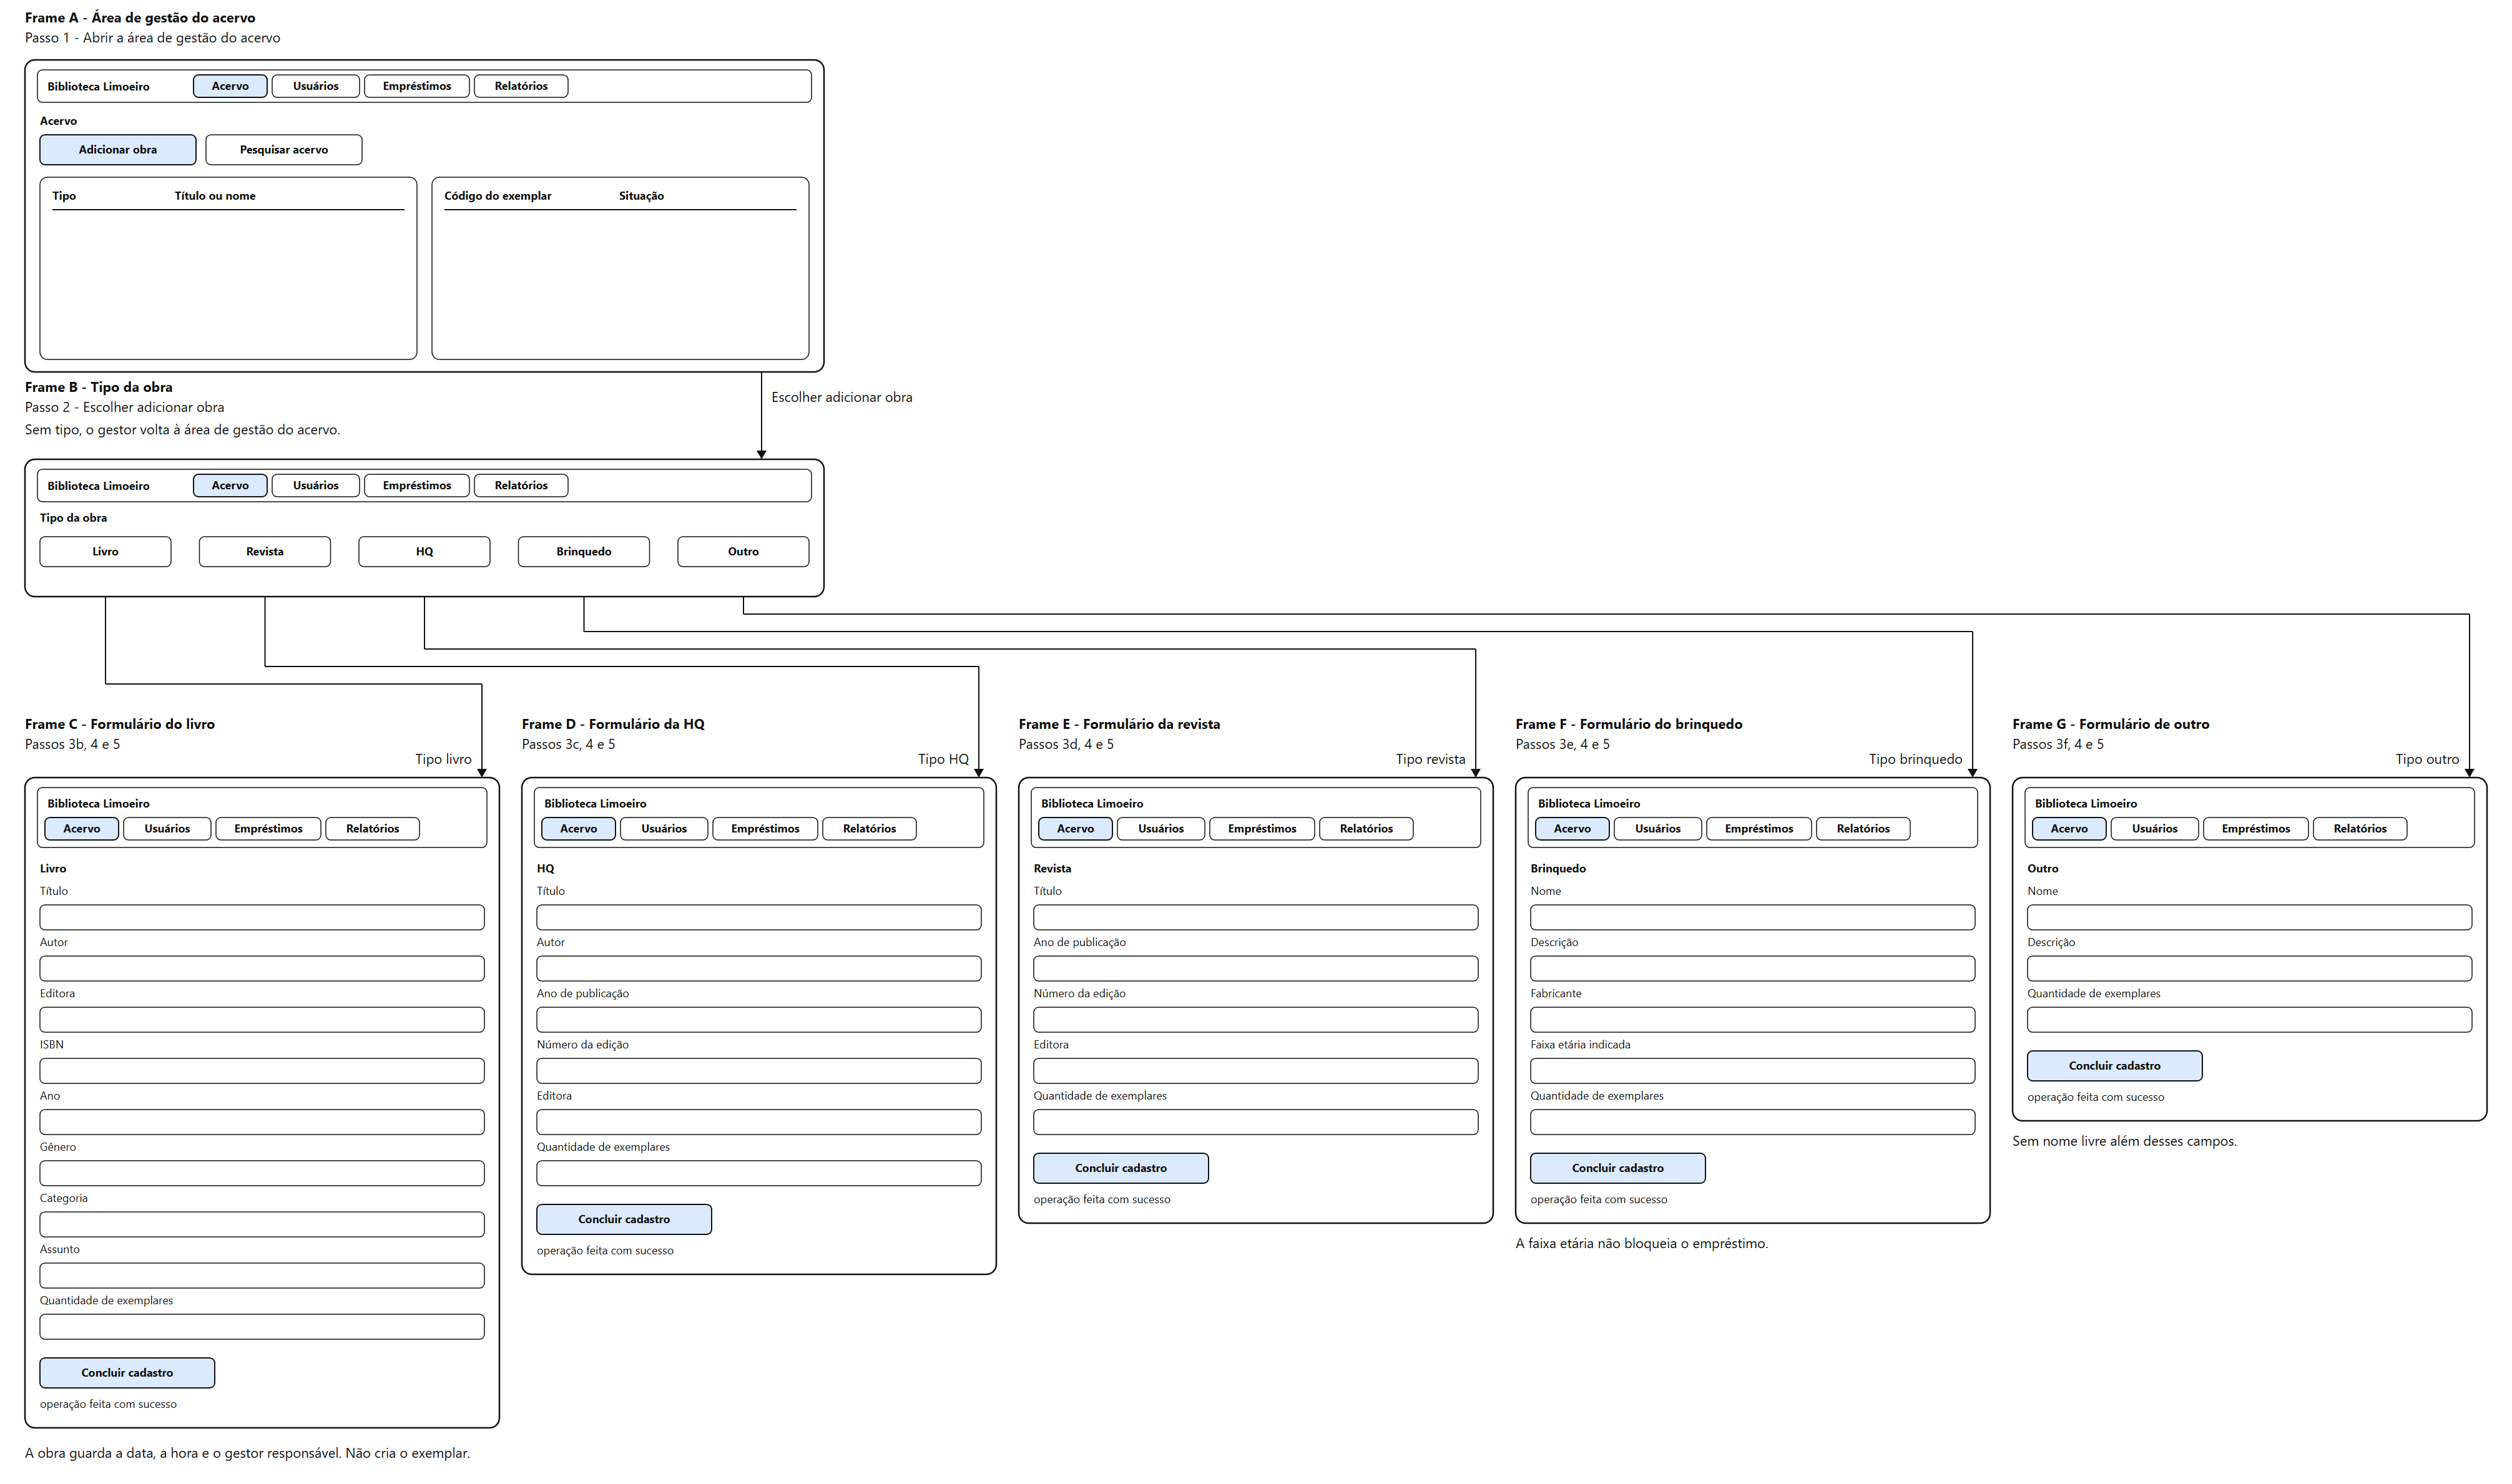 Frame A - Área de gestão do acervo
Passo 1 - Abrir a área de gestão do acervo
Biblioteca Limoeiro Acervo Usuários Empréstimos Relatórios
Acervo
Adicionar obra Pesquisar acervo
Tipo Título ou nome Código do exemplar Situação
Frame B - Tipo da obra
Escolher adicionar obra
Passo 2 - Escolher adicionar obra
Sem tipo, o gestor volta à área de gestão do acervo.
Biblioteca Limoeiro Acervo Usuários Empréstimos Relatórios
Tipo da obra
Livro Revista HQ Brinquedo Outro
Frame C - Formulário do livro
Passos 3b, 4 e 5
Tipo livro
Biblioteca Limoeiro
Acervo Usuários Empréstimos Relatórios
Livro
Título
Autor
Editora
ISBN
Ano
Gênero
Categoria
Assunto
Quantidade de exemplares
Concluir cadastro
operação feita com sucesso
A obra guarda a data, a hora e o gestor responsável. Não cria o exemplar.
Frame D - Formulário da HQ
Passos 3c, 4 e 5
Tipo HQ
Biblioteca Limoeiro
Acervo Usuários Empréstimos Relatórios
HQ
Título
Autor
Ano de publicação
Número da edição
Editora
Quantidade de exemplares
Concluir cadastro
operação feita com sucesso
Frame E - Formulário da revista
Passos 3d, 4 e 5
Tipo revista
Biblioteca Limoeiro
Acervo Usuários Empréstimos Relatórios
Revista
Título
Ano de publicação
Número da edição
Editora
Quantidade de exemplares
Concluir cadastro
operação feita com sucesso
Frame F - Formulário do brinquedo
Passos 3e, 4 e 5
Tipo brinquedo
Biblioteca Limoeiro
Acervo Usuários Empréstimos Relatórios
Brinquedo
Nome
Descrição
Fabricante
Faixa etária indicada
Quantidade de exemplares
Concluir cadastro
operação feita com sucesso
A faixa etária não bloqueia o empréstimo.
Frame G - Formulário de outro
Passos 3f, 4 e 5
Tipo outro
Biblioteca Limoeiro
Acervo Usuários Empréstimos Relatórios
Outro
Nome
Descrição
Quantidade de exemplares
Concluir cadastro
operação feita com sucesso
Sem nome livre além desses campos.